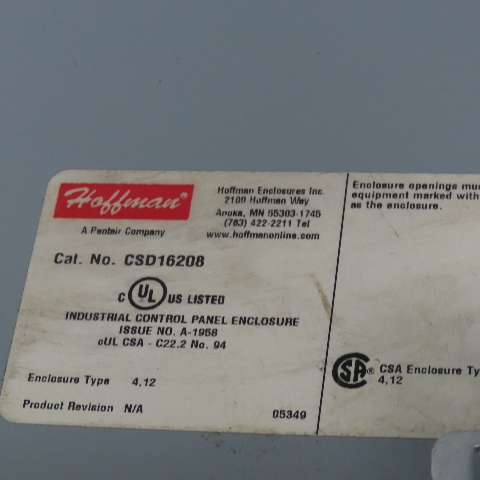 Hoffman®
A Pentair Company
Hoffman Enclosures Inc.
2100 Hoffman Way
Anoka, MN 55303-1745
(763) 422-2211 Tel
www.hoffmanonline.com
Cat. No. CSD16208
C UL US LISTED
INDUSTRIAL CONTROL PANEL ENCLOSURE
ISSUE NO. A-1958
cUL CSA - C22.2 No. 94
Enclosure Type 4,12
Product Revision N/A
05349
Enclosure openings mu
equipment marked with
as the enclosure.
SA® CSA Enclosure Ty
4,12